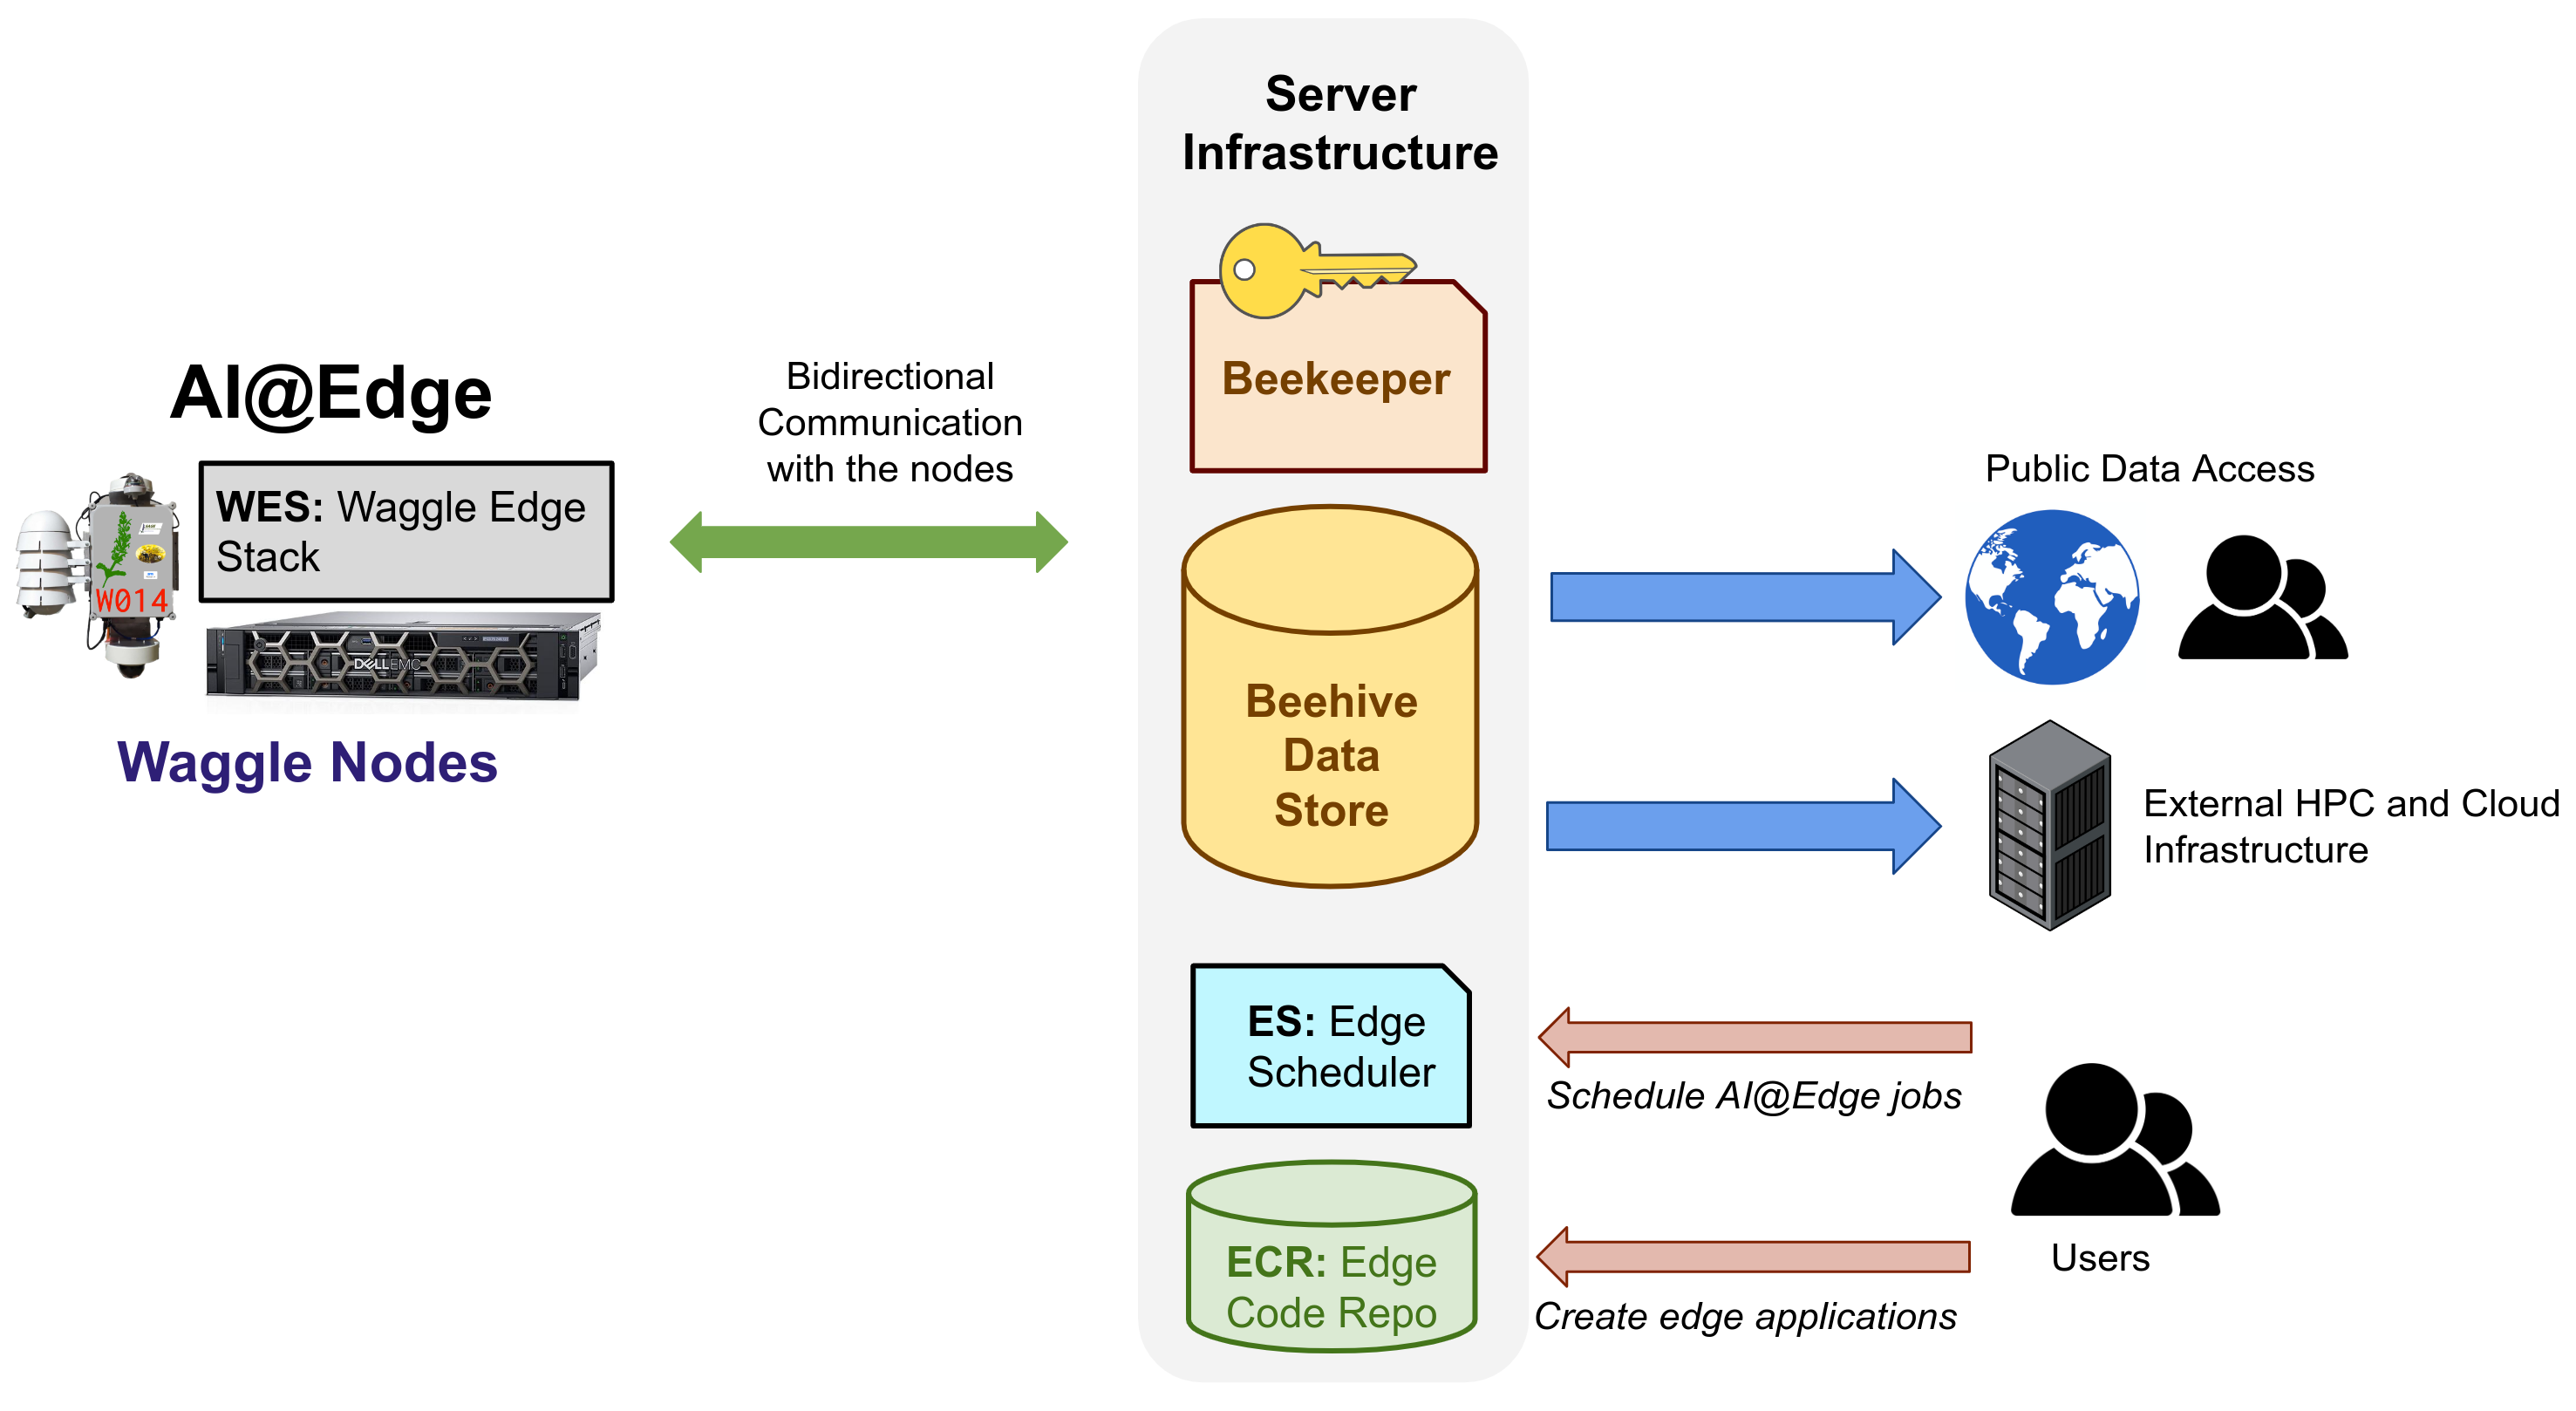 Server
Infrastructure
Beekeeper
AI@Edge
WES: Waggle Edge
Stack
W014
DELLEMC
Waggle Nodes
Bidirectional
Communication
with the nodes
Beehive
Data
Store
Public Data Access
External HPC and Cloud
Infrastructure
ES: Edge
Scheduler
Schedule AI@Edge jobs
ECR: Edge
Code Repo
Create edge applications
Users